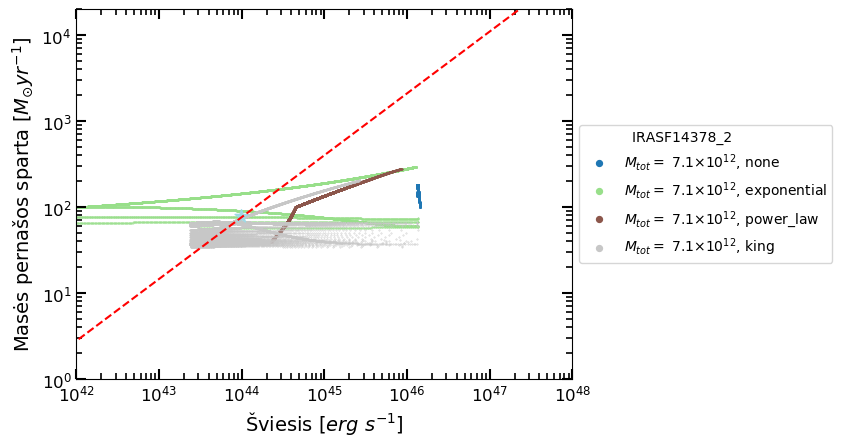 Masės pernašos sparta [$M_{\odot}yr^{-1}$]
10^4
10^3
10^2
10^1
10^0
10^42 10^43 10^44 10^45 10^46 10^47 10^48
Šviesis [erg s^{-1}]
IRASF14378_2
M_{tot} = 7.1×10^{12}, none
M_{tot} = 7.1×10^{12}, exponential
M_{tot} = 7.1×10^{12}, power_law
M_{tot} = 7.1×10^{12}, king